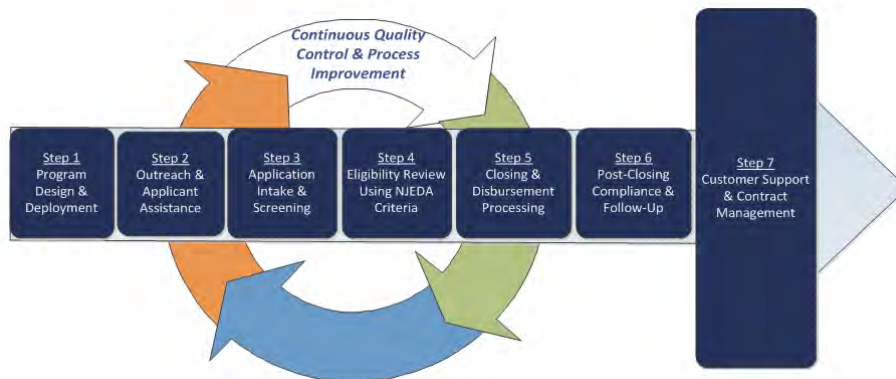 Continuous Quality
Control & Process
Improvement
Step 1
Program
Design &
Deployment
Step 2
Outreach &
Applicant
Assistance
Step 3
Application
Intake &
Screening
Step 4
Eligibility Review
Using NJEDA
Criteria
Step 5
Closing &
Disbursement
Processing
Step 6
Post-Closing
Compliance &
Follow-Up
Step 7
Customer Support
& Contract
Management